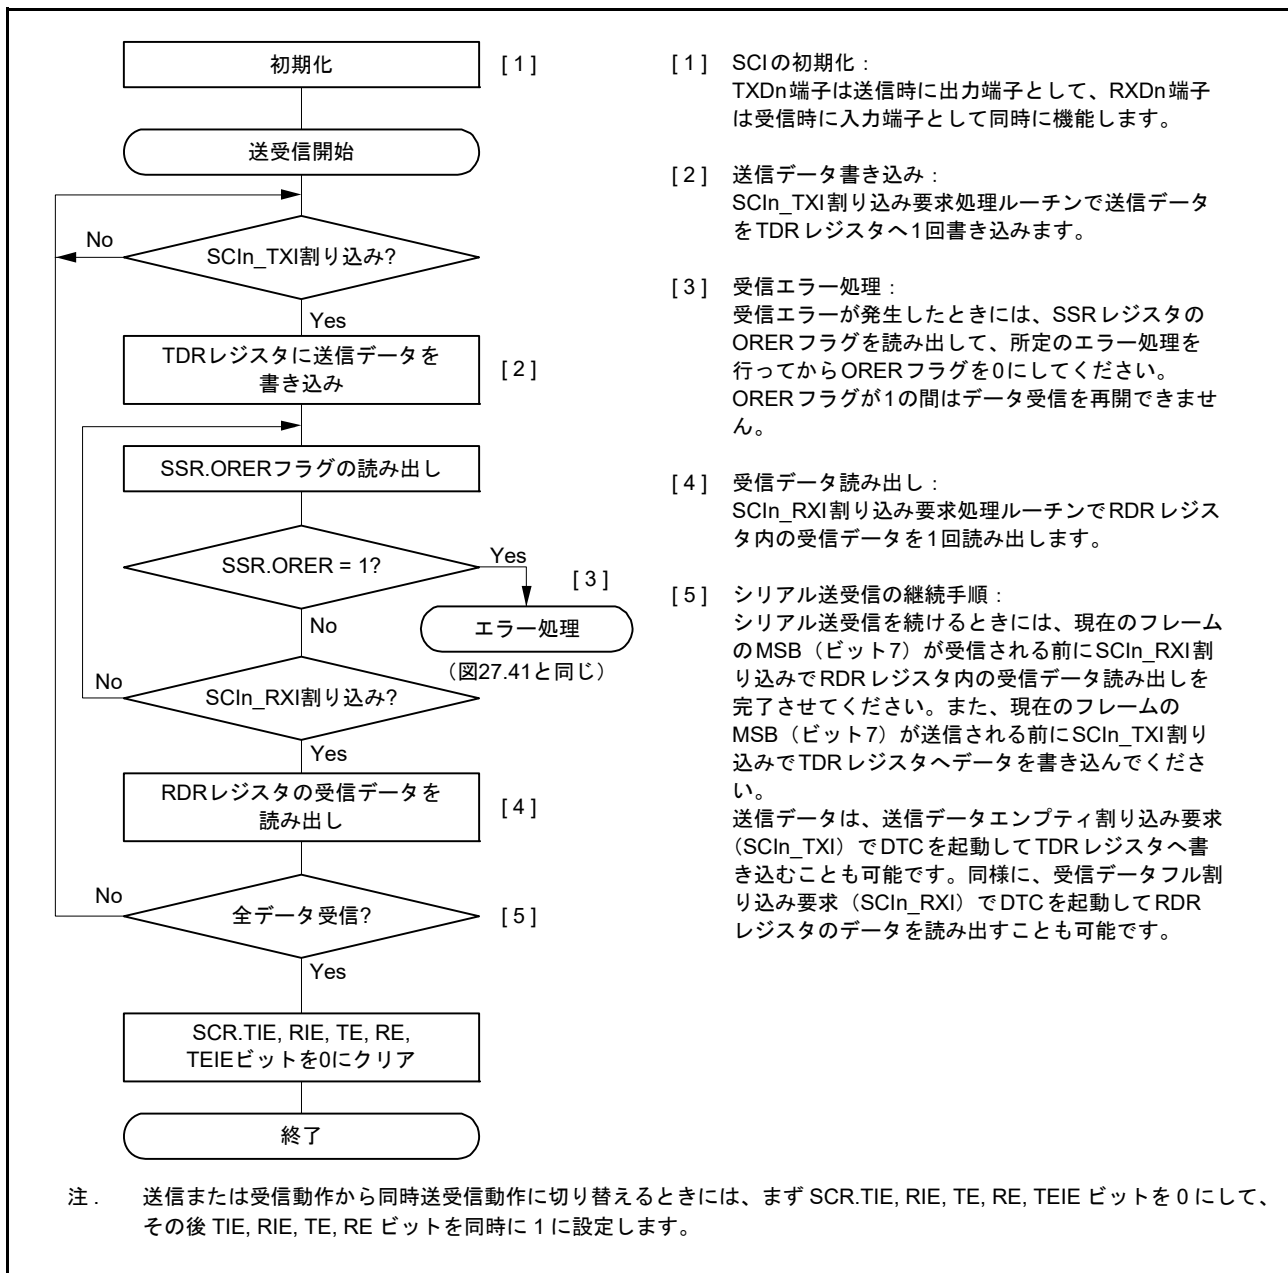 初期化
[ 1 ]
送受信開始
No
SCIn_TXI割り込み?
Yes
TDRレジスタに送信データを
書き込み
[ 2 ]
SSR.ORERフラグの読み出し
SSR.ORER = 1?
Yes
[ 3 ]
No
エラー処理
（図27.41と同じ）
No
SCIn_RXI割り込み?
Yes
RDRレジスタの受信データを
読み出し
[ 4 ]
No
全データ受信?
[ 5 ]
Yes
SCR.TIE, RIE, TE, RE,
TEIEビットを0にクリア
終了
[ 1 ] SCIの初期化：
TXDn端子は送信時に出力端子として、RXDn端子
は受信時に入力端子として同時に機能します。
[ 2 ] 送信データ書き込み：
SCIn_TXI割り込み要求処理ルーチンで送信データ
をTDRレジスタへ1回書き込みます。
[ 3 ] 受信エラー処理：
受信エラーが発生したときには、SSRレジスタの
ORERフラグを読み出して、所定のエラー処理を
行ってからORERフラグを0にしてください。
ORERフラグが1の間はデータ受信を再開できませ
ん。
[ 4 ] 受信データ読み出し：
SCIn_RXI割り込み要求処理ルーチンでRDRレジス
タ内の受信データを1回読み出します。
[ 5 ] シリアル送受信の継続手順：
シリアル送受信を続けるときには、現在のフレーム
のMSB（ビット7）が受信される前にSCIn_RXI割
り込みでRDRレジスタ内の受信データ読み出しを
完了させてください。また、現在のフレームの
MSB（ビット7）が送信される前にSCIn_TXI割り
込みでTDRレジスタへデータを書き込んでくださ
い。
送信データは、送信データエンプティ割り込み要求
（SCIn_TXI）でDTCを起動してTDRレジスタへ書
き込むことも可能です。同様に、受信データフル割
り込み要求（SCIn_RXI）でDTCを起動してRDR
レジスタのデータを読み出すことも可能です。
注． 送信または受信動作から同時送受信動作に切り替えるときには、まず SCR.TIE, RIE, TE, RE, TEIE ビットを 0 にして、
その後 TIE, RIE, TE, RE ビットを同時に 1 に設定します。